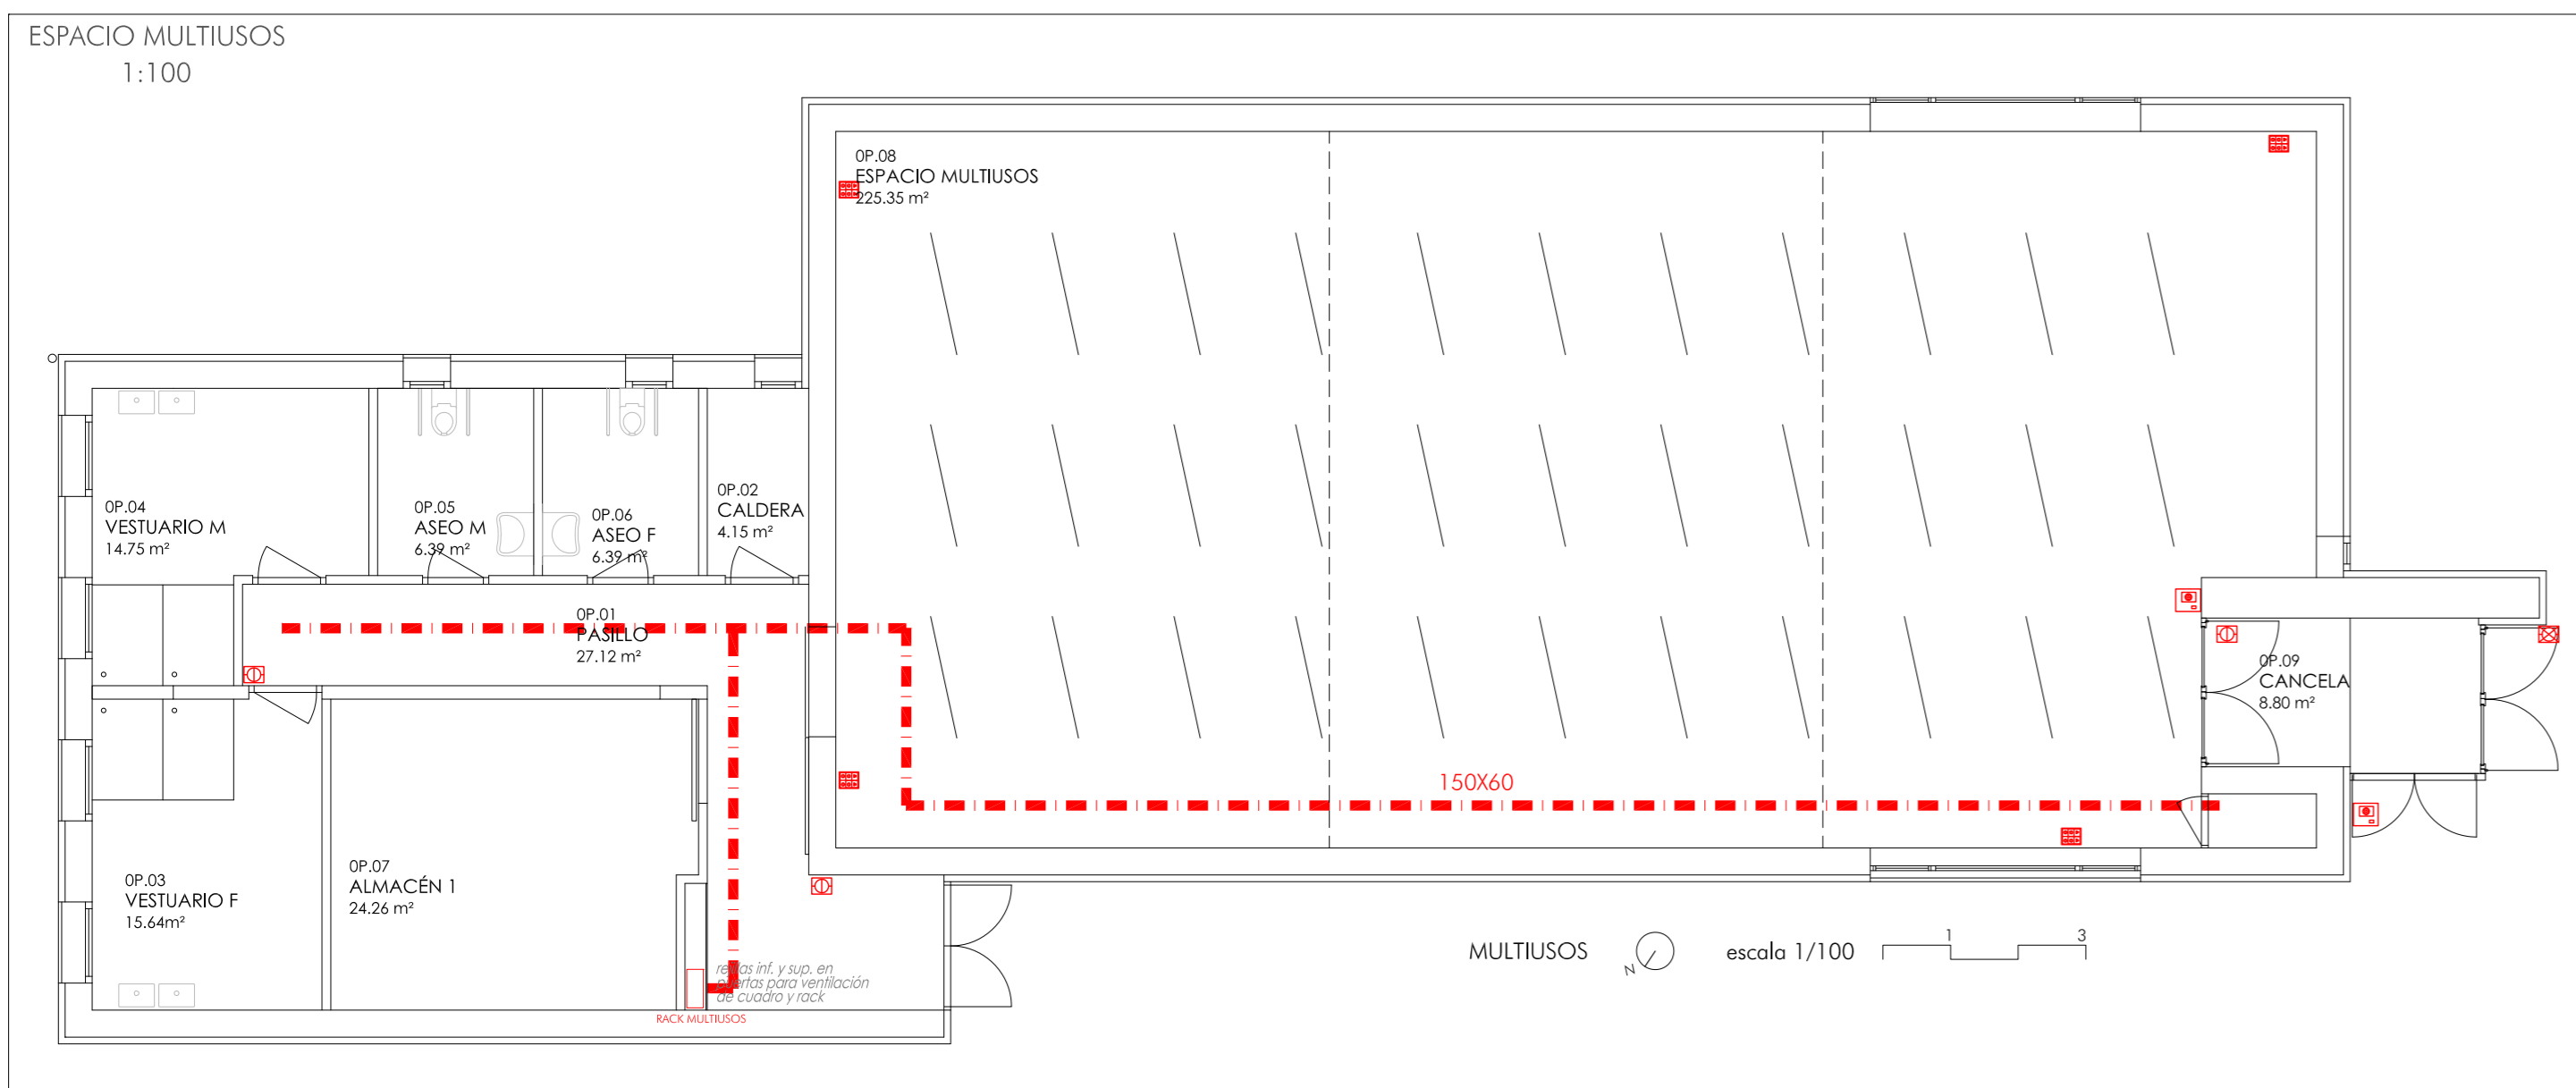 ESPACIO MULTIUSOS
1:100
0P.08
ESPACIO MULTIUSOS
225.35 m²
0P.04
VESTUARIO M
14.75 m²
0P.05
ASEO M
6.39 m²
0P.06
ASEO F
6.39 m²
0P.02
CALDERA
4.15 m²
0P.01
PASILLO
27.12 m²
0P.09
CANCELA
8.80 m²
150X60
0P.03
VESTUARIO F
15.64m²
0P.07
ALMACÉN 1
24.26 m²
rejillas inf. y sup. en
puertas para ventilación
de cuadro y rack
RACK MULTIUSOS
MULTIUSOS
N
escala 1/100
1
3